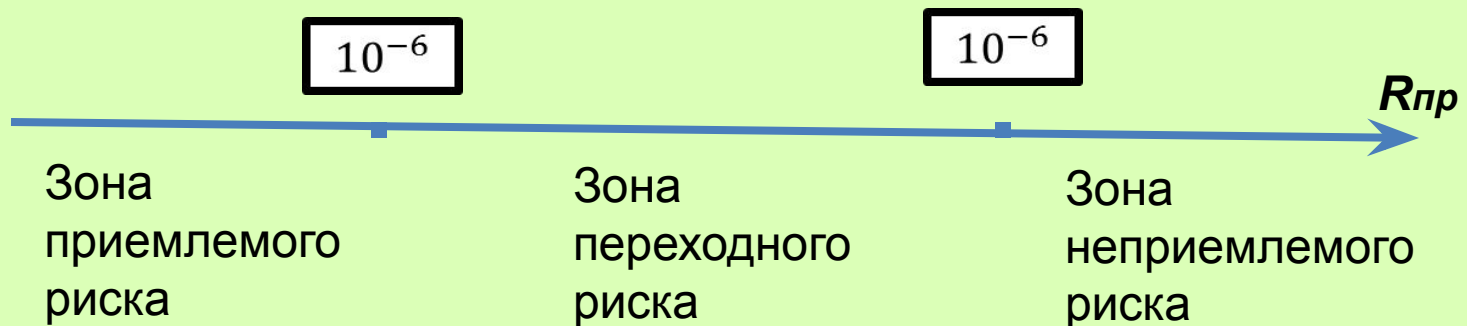 10⁻⁶
10⁻⁶
Rпр
Зона
приемлемого
риска
Зона
переходного
риска
Зона
неприемлемого
риска